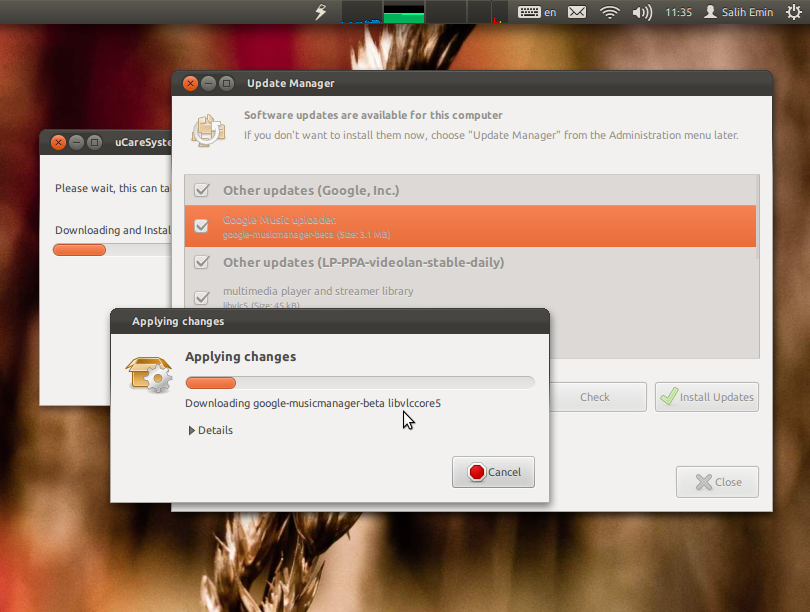 en
11:35
Salih Emin
Update Manager
Software updates are available for this computer
If you don't want to install them now, choose "Update Manager" from the Administration menu later.
uCareSyste
Please wait, this can ta
Downloading and Instal
Other updates (Google, Inc.)
Google Music uploader
google-musicmanager-beta (Size: 3.1 MB)
Other updates (LP-PPA-videolan-stable-daily)
multimedia player and streamer library
libvlc5 (Size: 45 kB)
Applying changes
Applying changes
Downloading google-musicmanager-beta libvlccore5
Details
Cancel
Check
Install Updates
Close